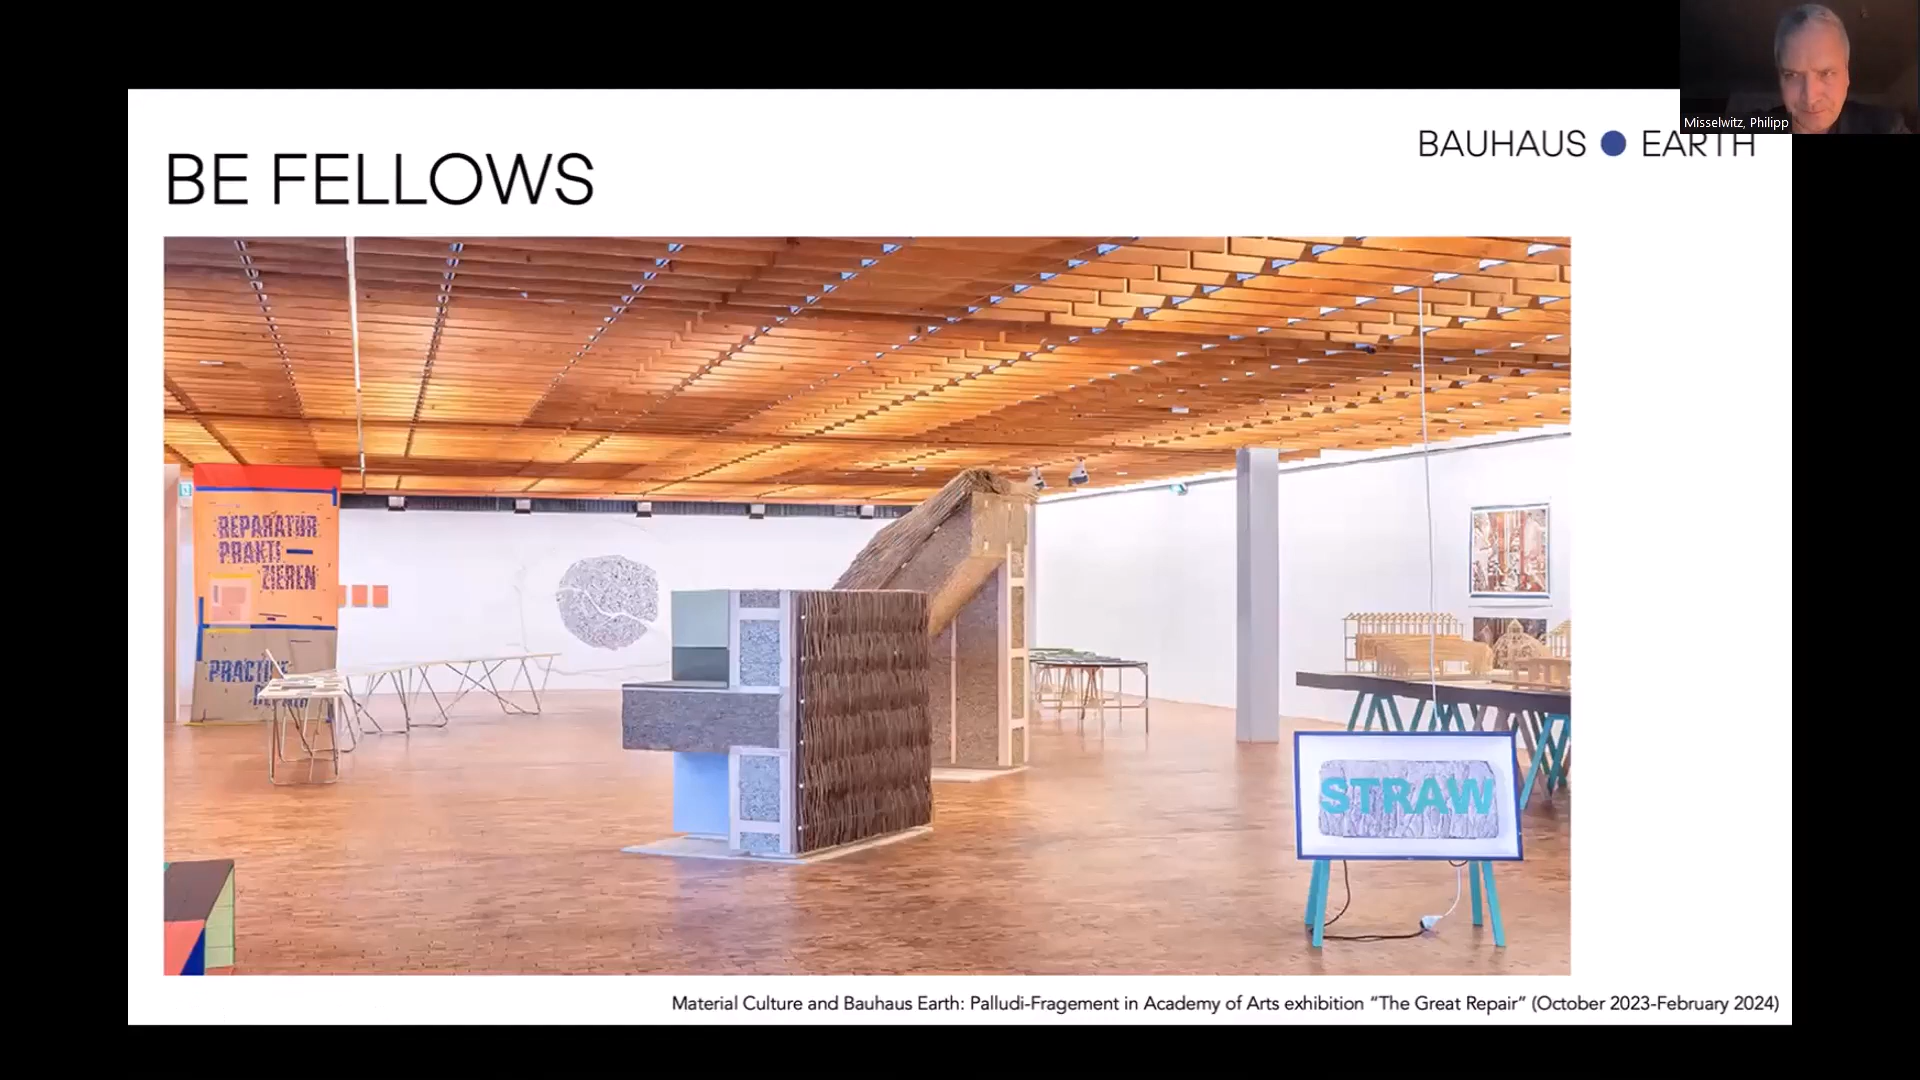 Misselwitz, Philipp
BAUHAUS EARTH
BE FELLOWS
REPARATUR
PRAKTI
ZIEREN
PRACTICE
STRAW
Material Culture and Bauhaus Earth: Palludi-Fragement in Academy of Arts exhibition “The Great Repair” (October 2023-February 2024)